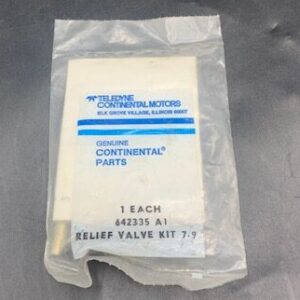 TELEDYNE
CONTINENTAL MOTORS
ELK GROVE VILLAGE, ILLINOIS 60007
GENUINE
CONTINENTAL®
PARTS
1 EACH
642335 A1
RELIEF VALVE KIT 7-9